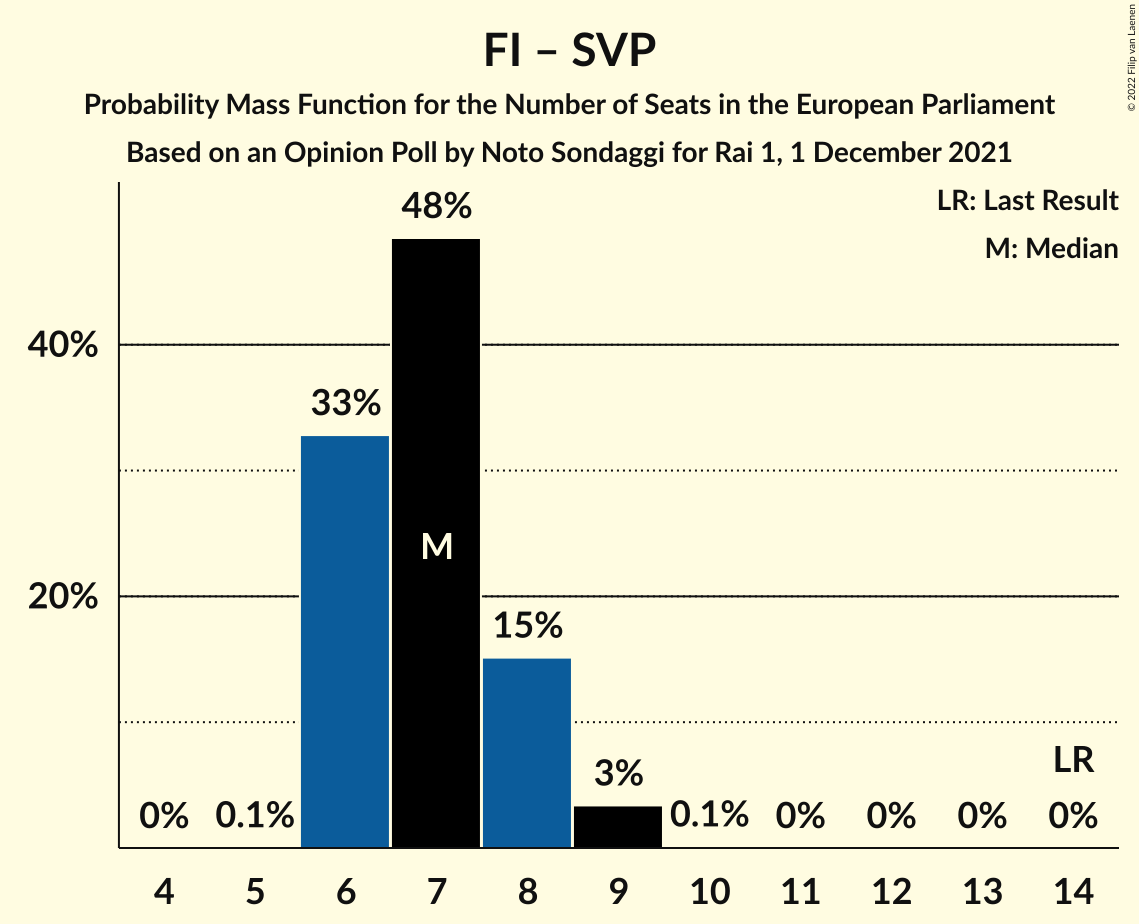 FI – SVP
Probability Mass Function for the Number of Seats in the European Parliament
Based on an Opinion Poll by Noto Sondaggi for Rai 1, 1 December 2021
© 2022 Filip van Laenen
LR: Last Result
M: Median
48%
40%
33%
M
20%
15%
LR
3%
0% 0.1% 0.1% 0% 0% 0% 0%
4 5 6 7 8 9 10 11 12 13 14